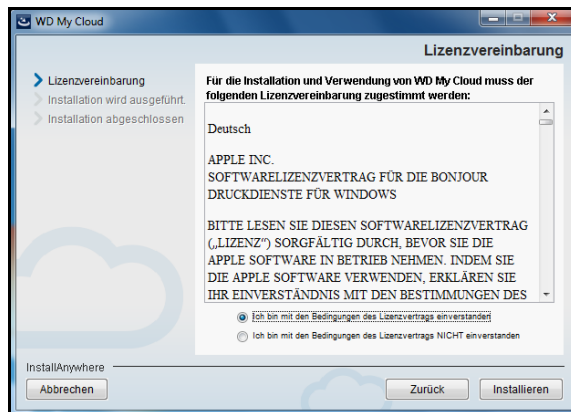 WD My Cloud
Lizenzvereinbarung
Lizenzvereinbarung
Installation wird ausgeführt.
Installation abgeschlossen
Für die Installation und Verwendung von WD My Cloud muss der
folgenden Lizenzvereinbarung zugestimmt werden:
Deutsch
APPLE INC.
SOFTWARELIZENZVERTRAG FÜR DIE BONJOUR
DRUCKDIENSTE FÜR WINDOWS
BITTE LESEN SIE DIESEN SOFTWARELIZENZVERTRAG
(„LIZENZ") SORGFÄLTIG DURCH, BEVOR SIE DIE
APPLE SOFTWARE IN BETRIEB NEHMEN. INDEM SIE
DIE APPLE SOFTWARE VERWENDEN, ERKLÄREN SIE
IHR EINVERSTÄNDNIS MIT DEN BESTIMMUNGEN DES
Ich bin mit den Bedingungen des Lizenzvertrags einverstanden
Ich bin mit den Bedingungen des Lizenzvertrags NICHT einverstanden
InstallAnywhere
Abbrechen
Zurück
Installieren